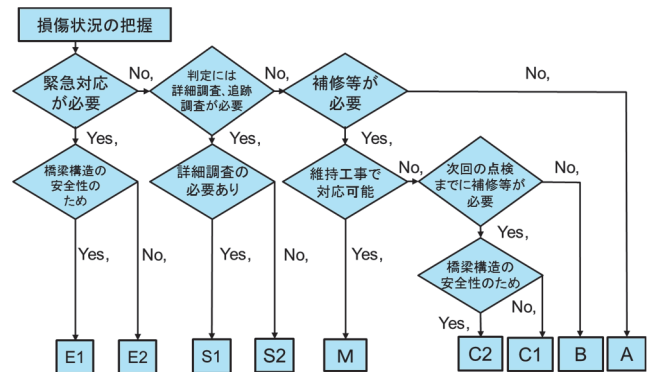 損傷状況の把握
緊急対応
が必要
No,
判定には
詳細調査、追跡
調査が必要
No,
補修等が
必要
No,
Yes,
Yes,
Yes,
橋梁構造の
安全性の
ため
詳細調査の
必要あり
維持工事で
対応可能
No,
次回の点検
までに補修等が
必要
No,
Yes,
橋梁構造の
安全性のため
Yes,
No,
Yes,
No,
Yes,
Yes,
No,
E1
E2
S1
S2
M
C2
C1
B
A